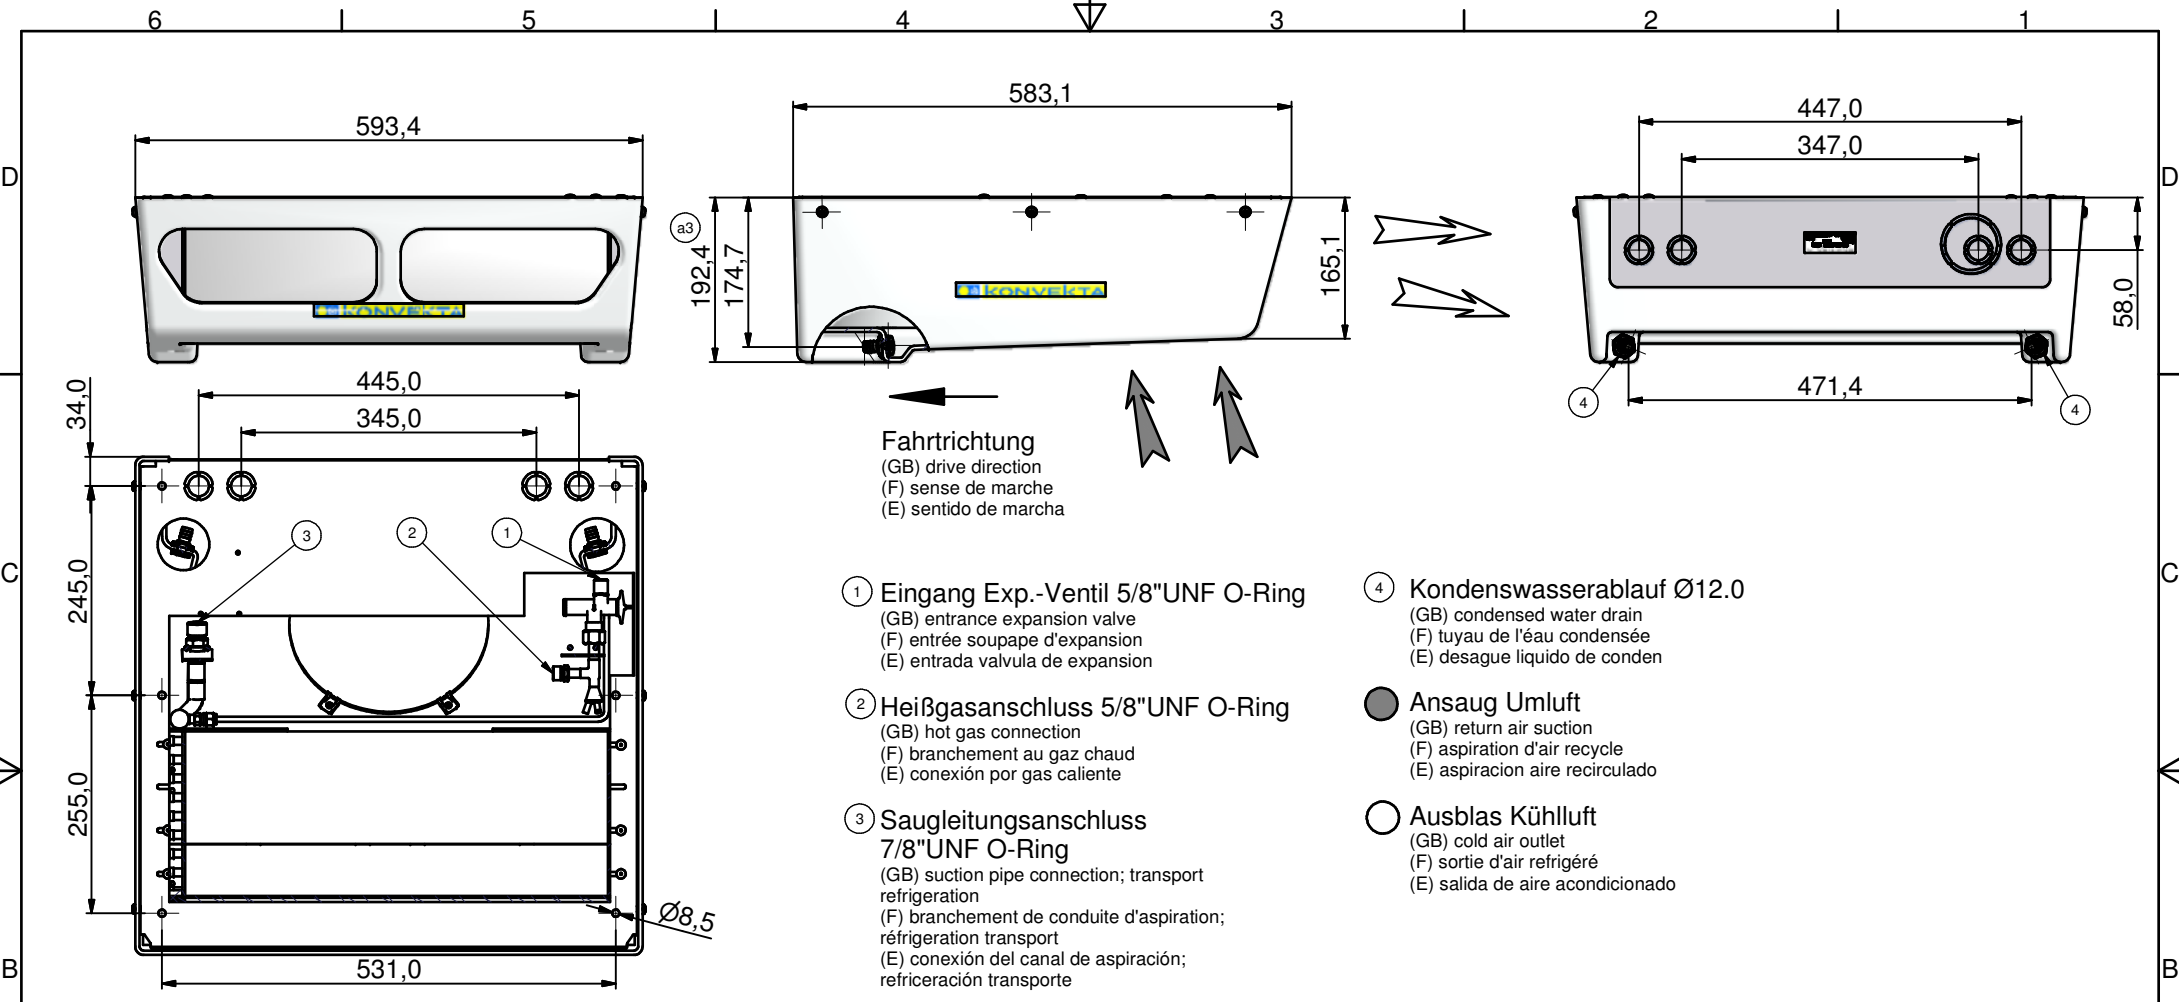 6 5 4 3 2 1
D D
593,4
583,1
447,0
347,0
a3
192,4
174,7
165,1
58,0
KONVEKTA
KONVEKTA
4 471,4 4
34,0
445,0
345,0
Fahrtrichtung
(GB) drive direction
(F) sense de marche
(E) sentido de marcha
C C
3 2 1
245,0
255,0
Ø8,5
531,0
1 Eingang Exp.-Ventil 5/8"UNF O-Ring
(GB) entrance expansion valve
(F) entrée soupape d'expansion
(E) entrada valvula de expansion
2 Heißgasanschluss 5/8"UNF O-Ring
(GB) hot gas connection
(F) branchement au gaz chaud
(E) conexión por gas caliente
3 Saugleitungsanschluss
7/8"UNF O-Ring
(GB) suction pipe connection; transport
refrigeration
(F) branchement de conduite d'aspiration;
réfrigeration transport
(E) conexión del canal de aspiración;
refriceración transporte
4 Kondenswasserablauf Ø12.0
(GB) condensed water drain
(F) tuyau de l'éau condensée
(E) desague liquido de conden
Ansaug Umluft
(GB) return air suction
(F) aspiration d'air recycle
(E) aspiracion aire recirculado
Ausblas Kühlluft
(GB) cold air outlet
(F) sortie d'air refrigéré
(E) salida de aire acondicionado
B B